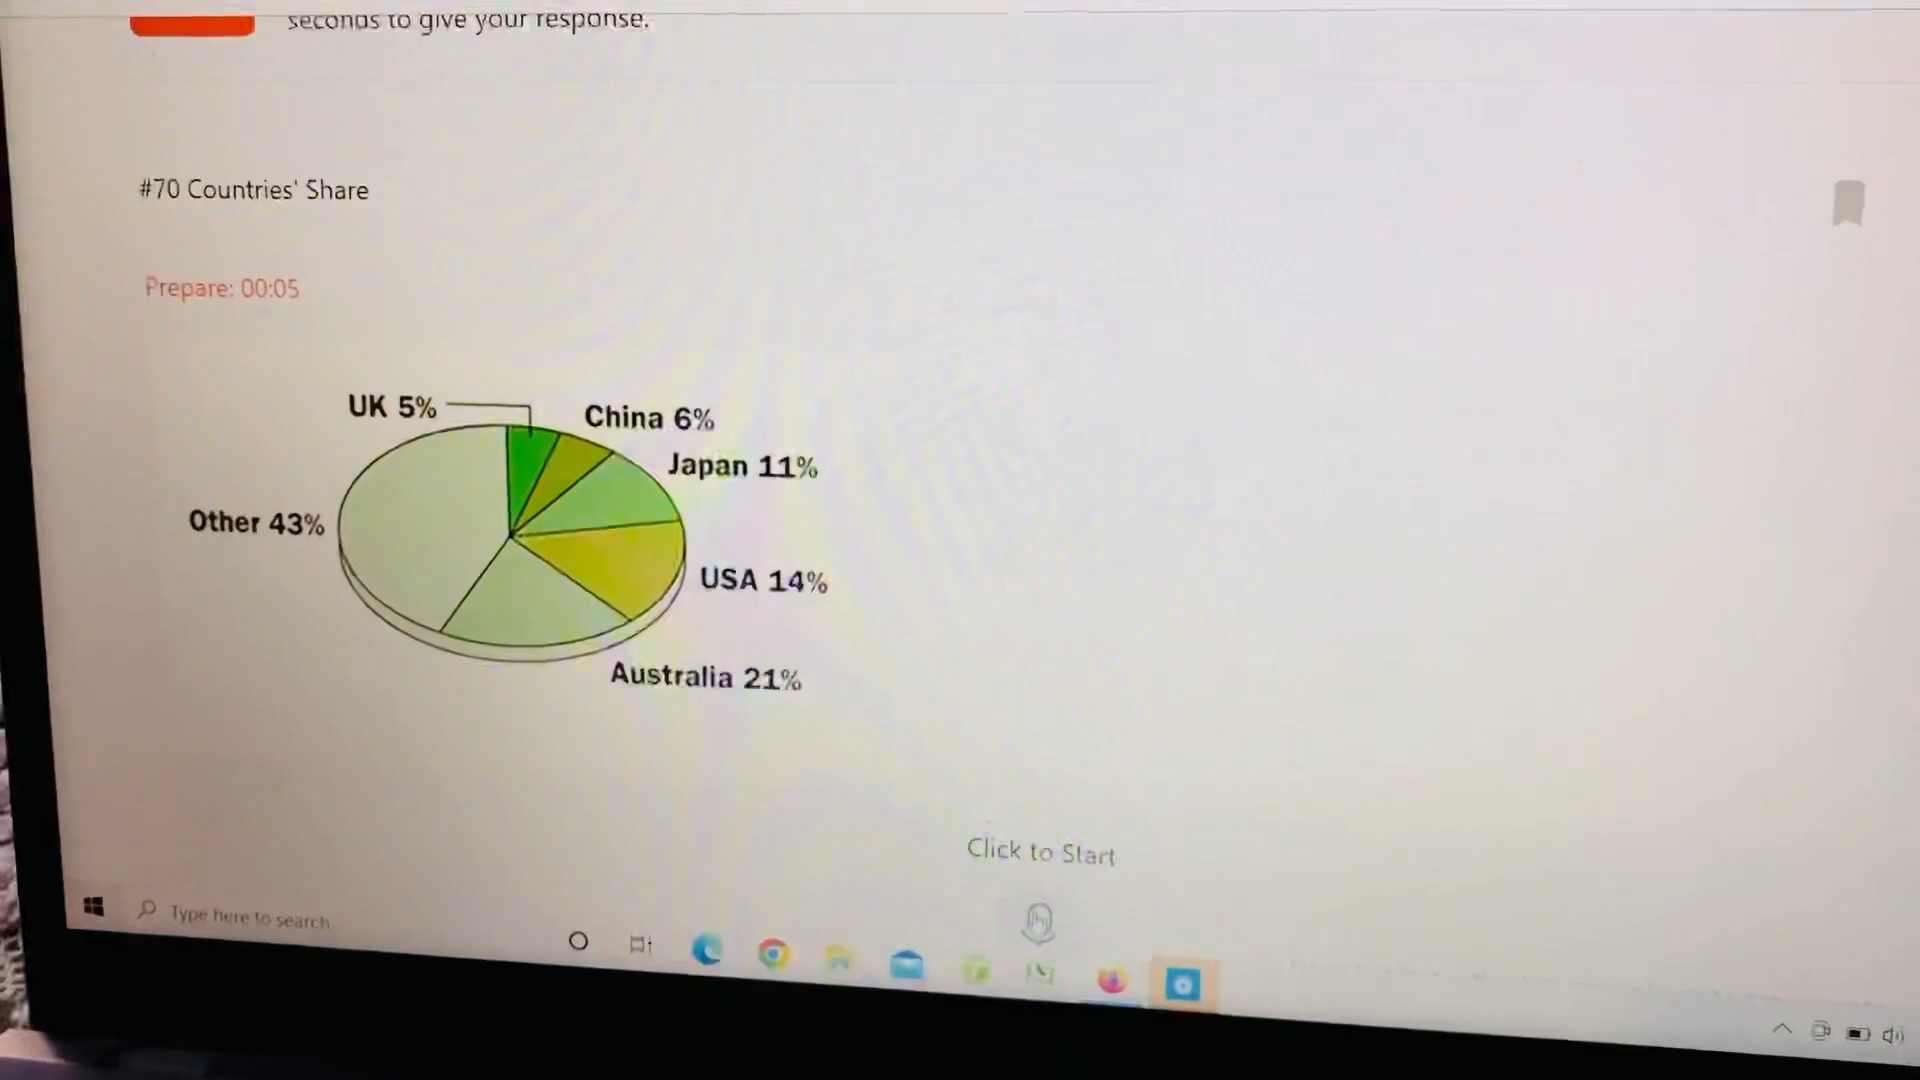 seconds to give your response.
#70 Countries' Share
Prepare: 00:05
UK 5%
China 6%
Japan 11%
Other 43%
USA 14%
Australia 21%
Click to Start
Type here to search